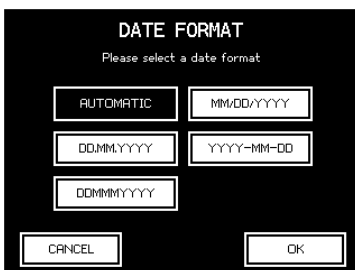 DATE FORMAT
Please select a date format
AUTOMATIC
MM/DD/YYYY
DD.MM.YYYY
YYYY-MM-DD
DDMMMYYYY
CANCEL
OK